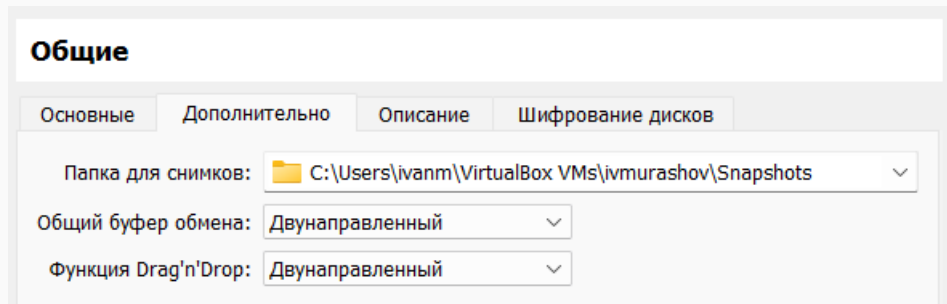 Общие
Основные Дополнительно Описание Шифрование дисков
Папка для снимков: C:\Users\ivanm\VirtualBox VMs\ivmurashov\Snapshots
Общий буфер обмена: Двунаправленный
Функция Drag'n'Drop: Двунаправленный